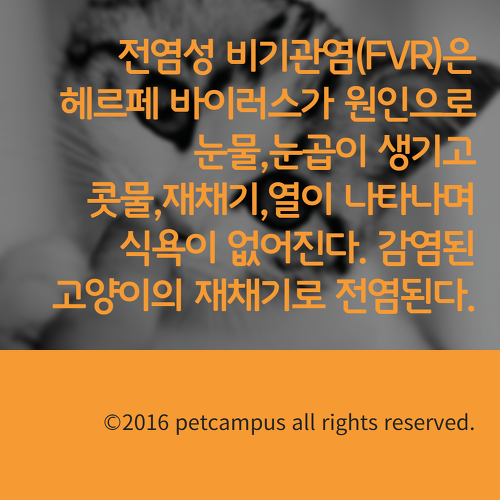 전염성 비기관염(FVR)은
헤르페 바이러스가 원인으로
눈물,눈곱이 생기고
콧물,재채기,열이 나타나며
식욕이 없어진다. 감염된
고양이의 재채기로 전염된다.
©2016 petcampus all rights reserved.